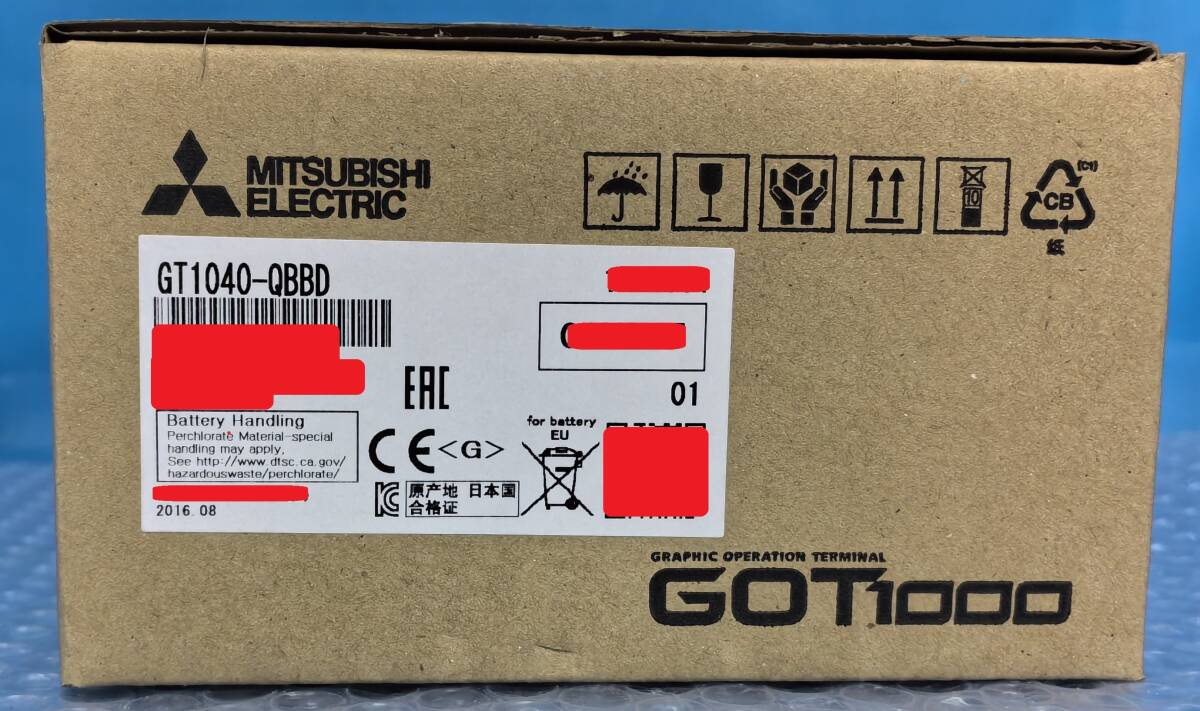 MITSUBISHI
ELECTRIC
10
CB
(C1)
纸
GT1040-QBBD
EAC
01
Battery Handling
Perchlorate Material-special
handling may apply,
See http://www.dtsc.ca.gov/
hazardouswaste/perchlorate/
CE <G>
for battery
EU
原产地 日本国
合格证
2016. 08
GRAPHIC OPERATION TERMINAL
GOT1000